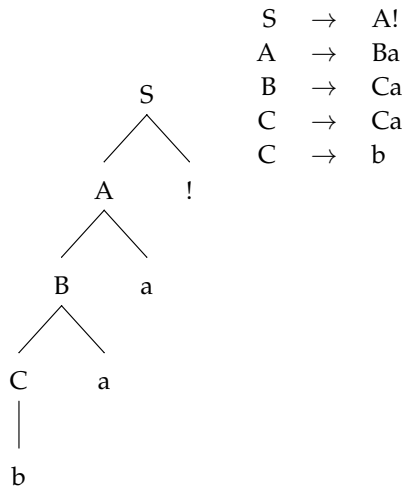 S → A!
A → Ba
B → Ca
C → Ca
C → b
S
A !
B a
C a
b